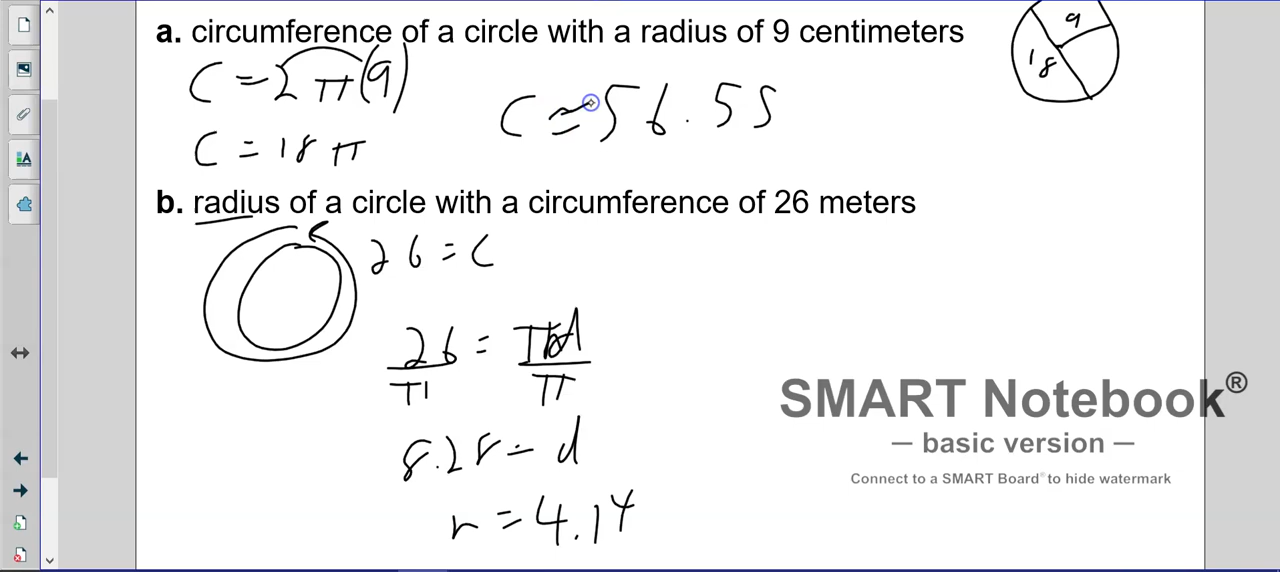 a. circumference of a circle with a radius of 9 centimeters
9
18
C = 2π(9)
C ≈ 56.55
C = 18π
b. radius of a circle with a circumference of 26 meters
26 = C
26 = πd
π π
8.28 = d
r = 4.14
SMART Notebook®
— basic version —
Connect to a SMART Board® to hide watermark